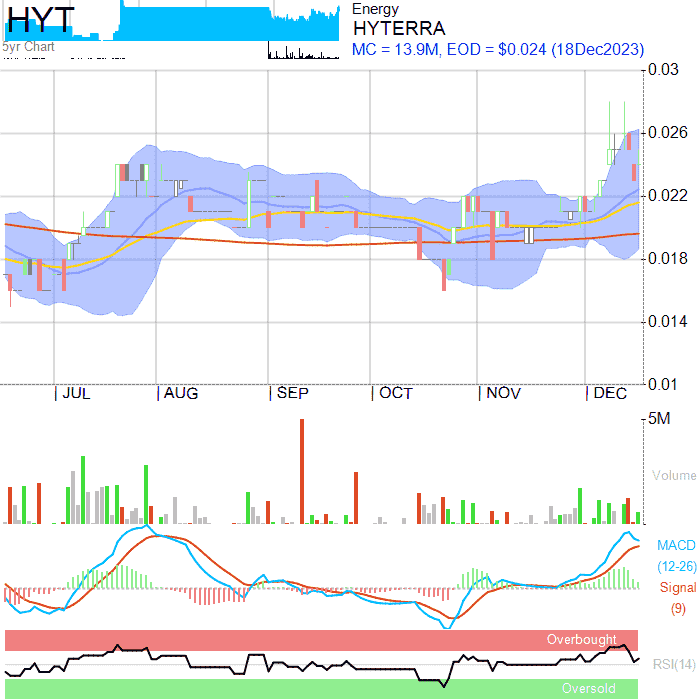 HYT
5yr Chart
Energy
HYTERRA
MC = 13.9M, EOD = $0.024 (18Dec2023)
0.03
0.026
0.022
0.018
0.014
0.01
JUL AUG SEP OCT NOV DEC
5M
Volume
MACD
(12-26)
Signal
(9)
Overbought
RSI(14)
Oversold